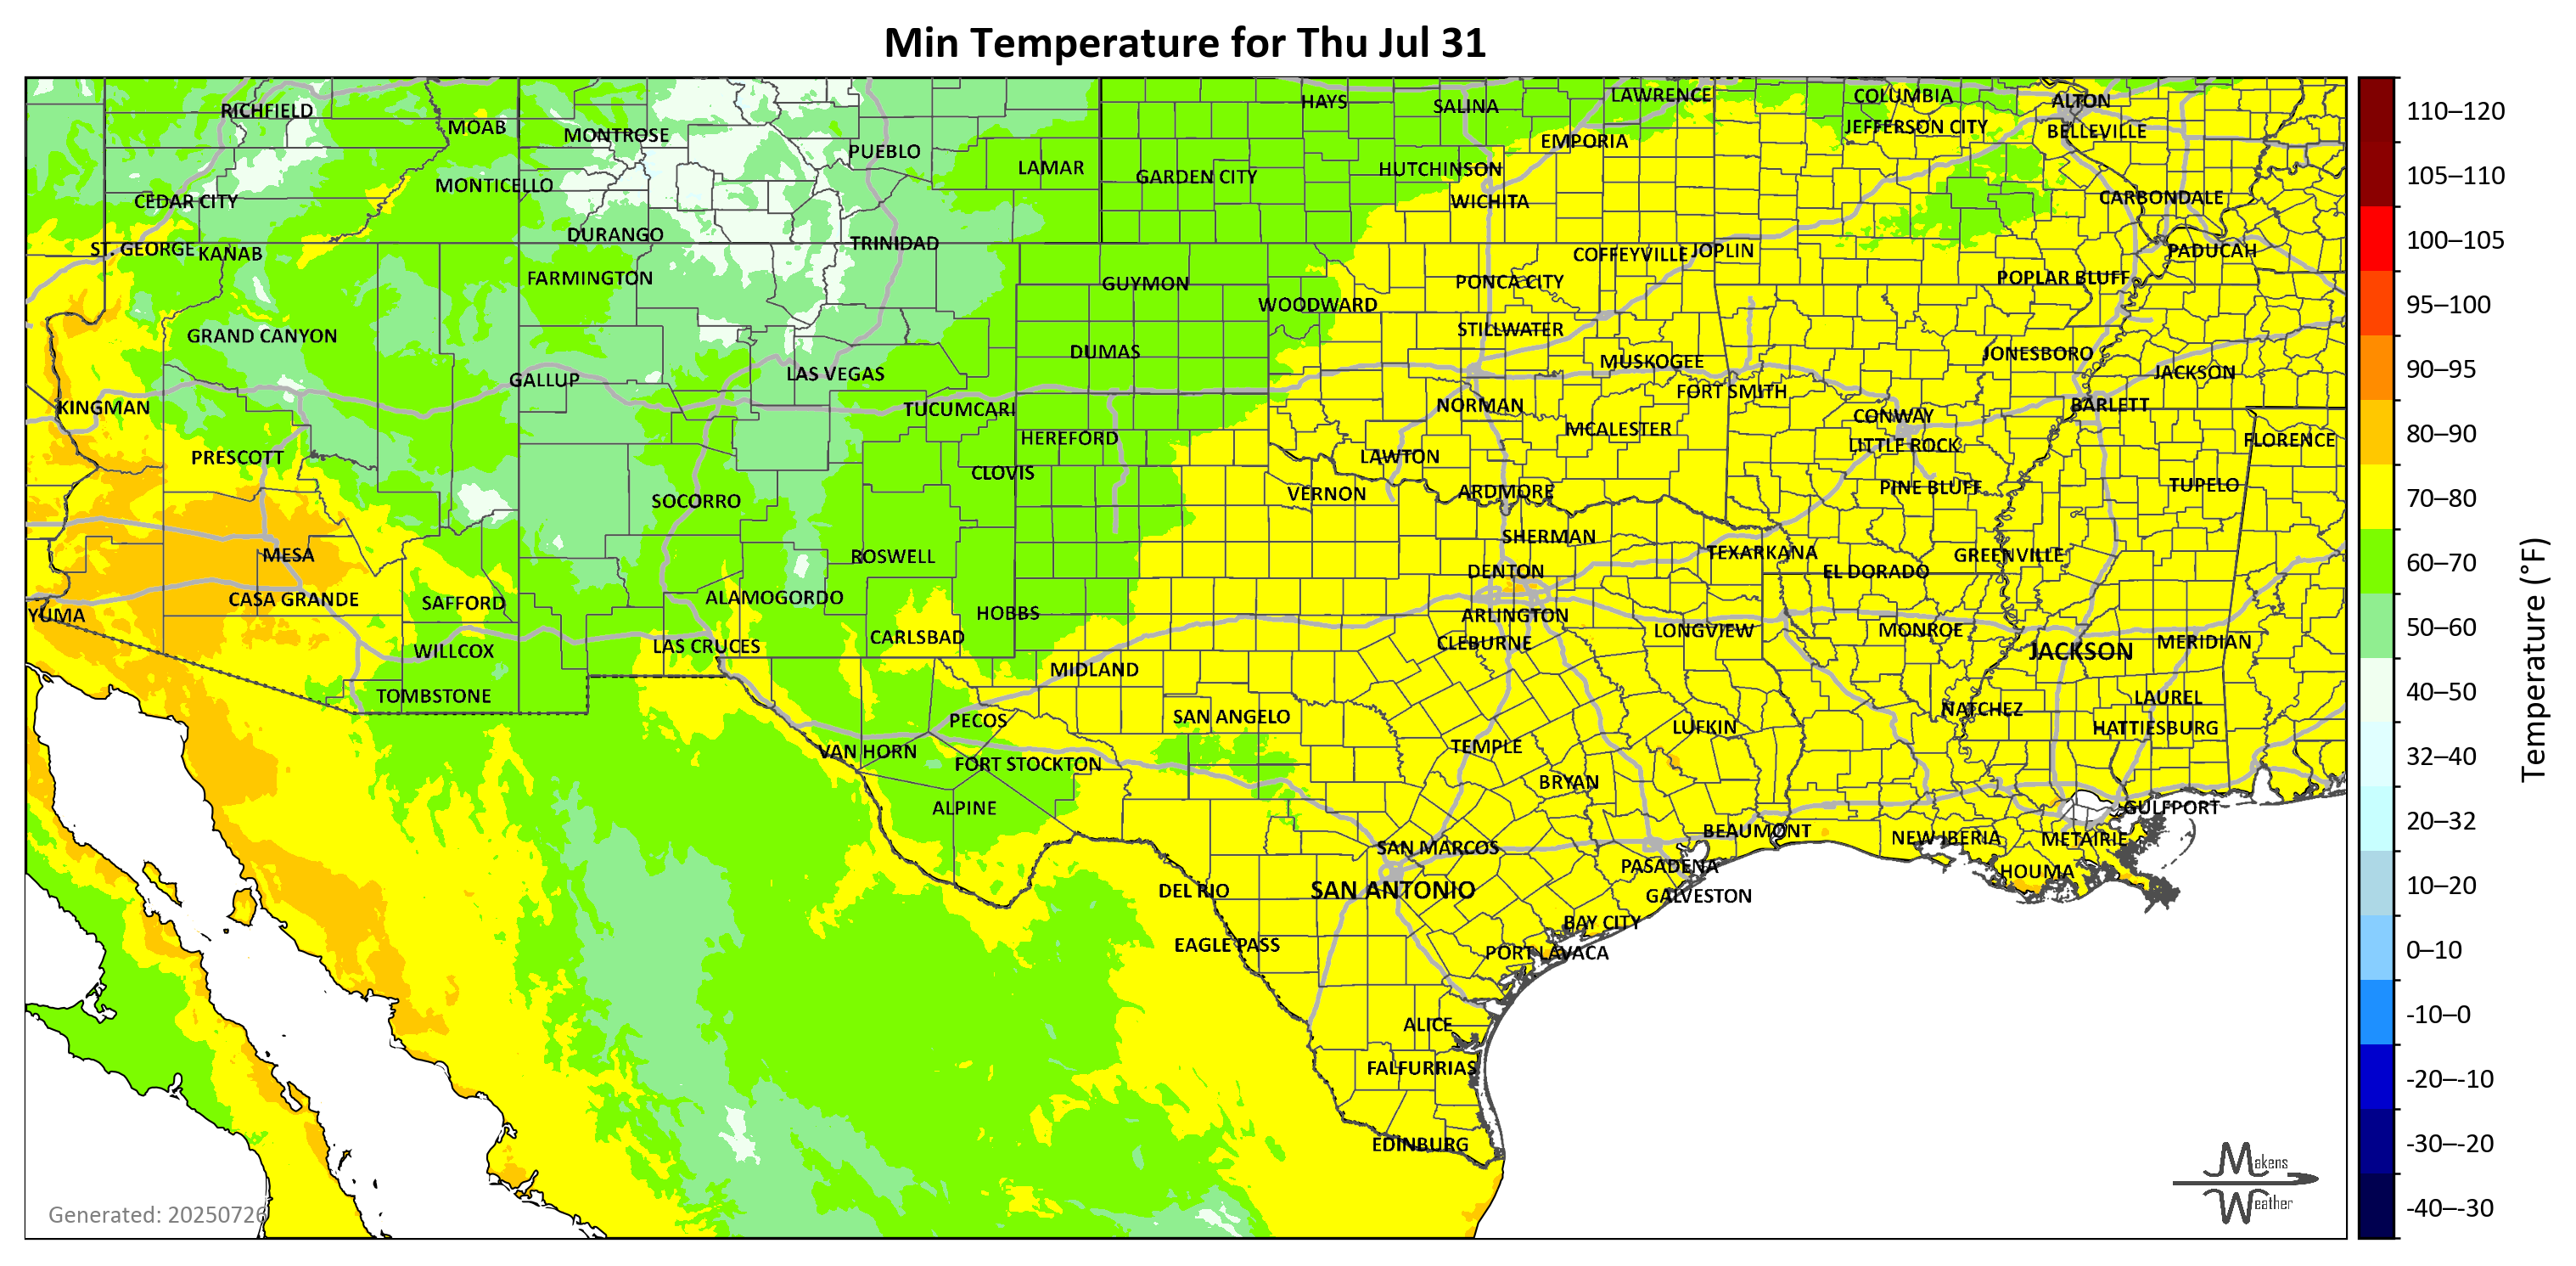 Min Temperature for Thu Jul 31
RICHFIELD
MOAB
MONTROSE
PUEBLO
LAMAR
HAYS
SALINA
LAWRENCE
COLUMBIA
ALTON
JEFFERSON CITY
BELLEVILLE
EMPORIA
HUTCHINSON
GARDEN CITY
MONTICELLO
CEDAR CITY
WICHITA
CARBONDALE
DURANGO
TRINIDAD
ST. GEORGE
KANAB
COFFEYVILLE
JOPLIN
PADUCAH
FARMINGTON
GUYMON
PONCA CITY
POPLAR BLUFF
WOODWARD
GRAND CANYON
STILLWATER
DUMAS
MUSKOGEE
JONESBORO
JACKSON
GALLUP
LAS VEGAS
FORT SMITH
KINGMAN
TUCUMCARI
NORMAN
CONWAY
BARLETT
HEREFORD
MCALESTER
LITTLE ROCK
FLORENCE
PRESCOTT
CLOVIS
LAWTON
SOCORRO
VERNON
ARDMORE
PINE BLUFF
TUPELO
SHERMAN
MESA
ROSWELL
TEXARKANA
GREENVILLE
DENTON
EL DORADO
CASA GRANDE
SAFFORD
ALAMOGORDO
HOBBS
YUMA
ARLINGTON
CARLSBAD
LAS CRUCES
CLEBURNE
LONGVIEW
MONROE
MERIDIAN
WILLCOX
JACKSON
MIDLAND
TOMBSTONE
LAUREL
PECOS
SAN ANGELO
NATCHEZ
LUFKIN
HATTIESBURG
VAN HORN
TEMPLE
FORT STOCKTON
BRYAN
ALPINE
GULFPORT
BEAUMONT
NEW IBERIA
METAIRIE
SAN MARCOS
PASADENA
HOUMA
DEL RIO
SAN ANTONIO
GALVESTON
BAY CITY
EAGLE PASS
PORT LAVACA
ALICE
FALFURRIAS
EDINBURG
Generated: 20250726
Makens
Weather
110–120
105–110
100–105
95–100
90–95
80–90
70–80
60–70
50–60
40–50
32–40
20–32
10–20
0–10
-10–0
-20–-10
-30–-20
-40–-30
Temperature (°F)